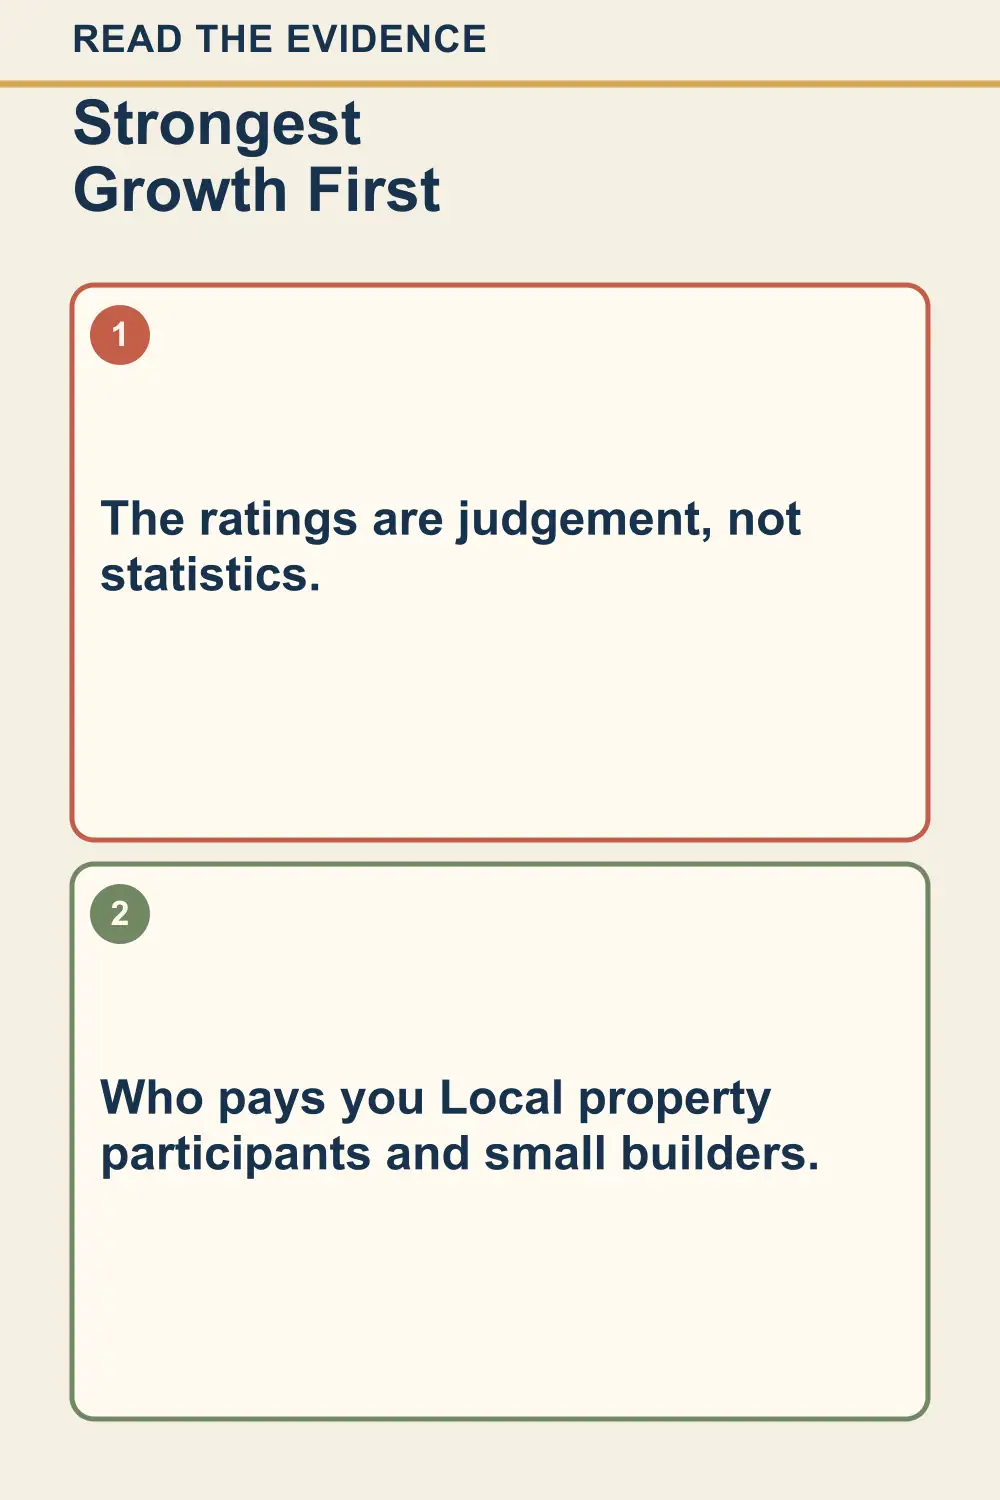 READ THE EVIDENCE
Strongest
Growth First
1
The ratings are judgement, not
statistics.
2
Who pays you Local property
participants and small builders.